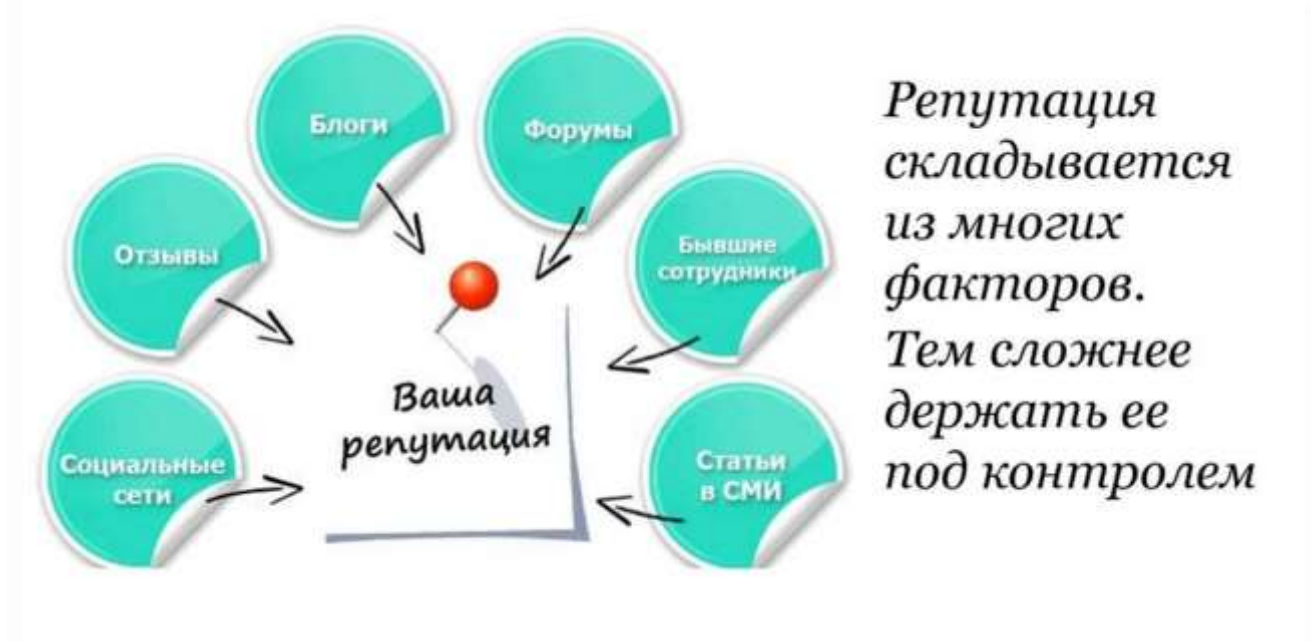 Блоги
Форумы
Отзывы
Бывшие
сотрудники
Социальные
сети
Статьи
в СМИ
Ваша
репутация
Репутация
складывается
из многих
факторов.
Тем сложнее
держать ее
под контролем